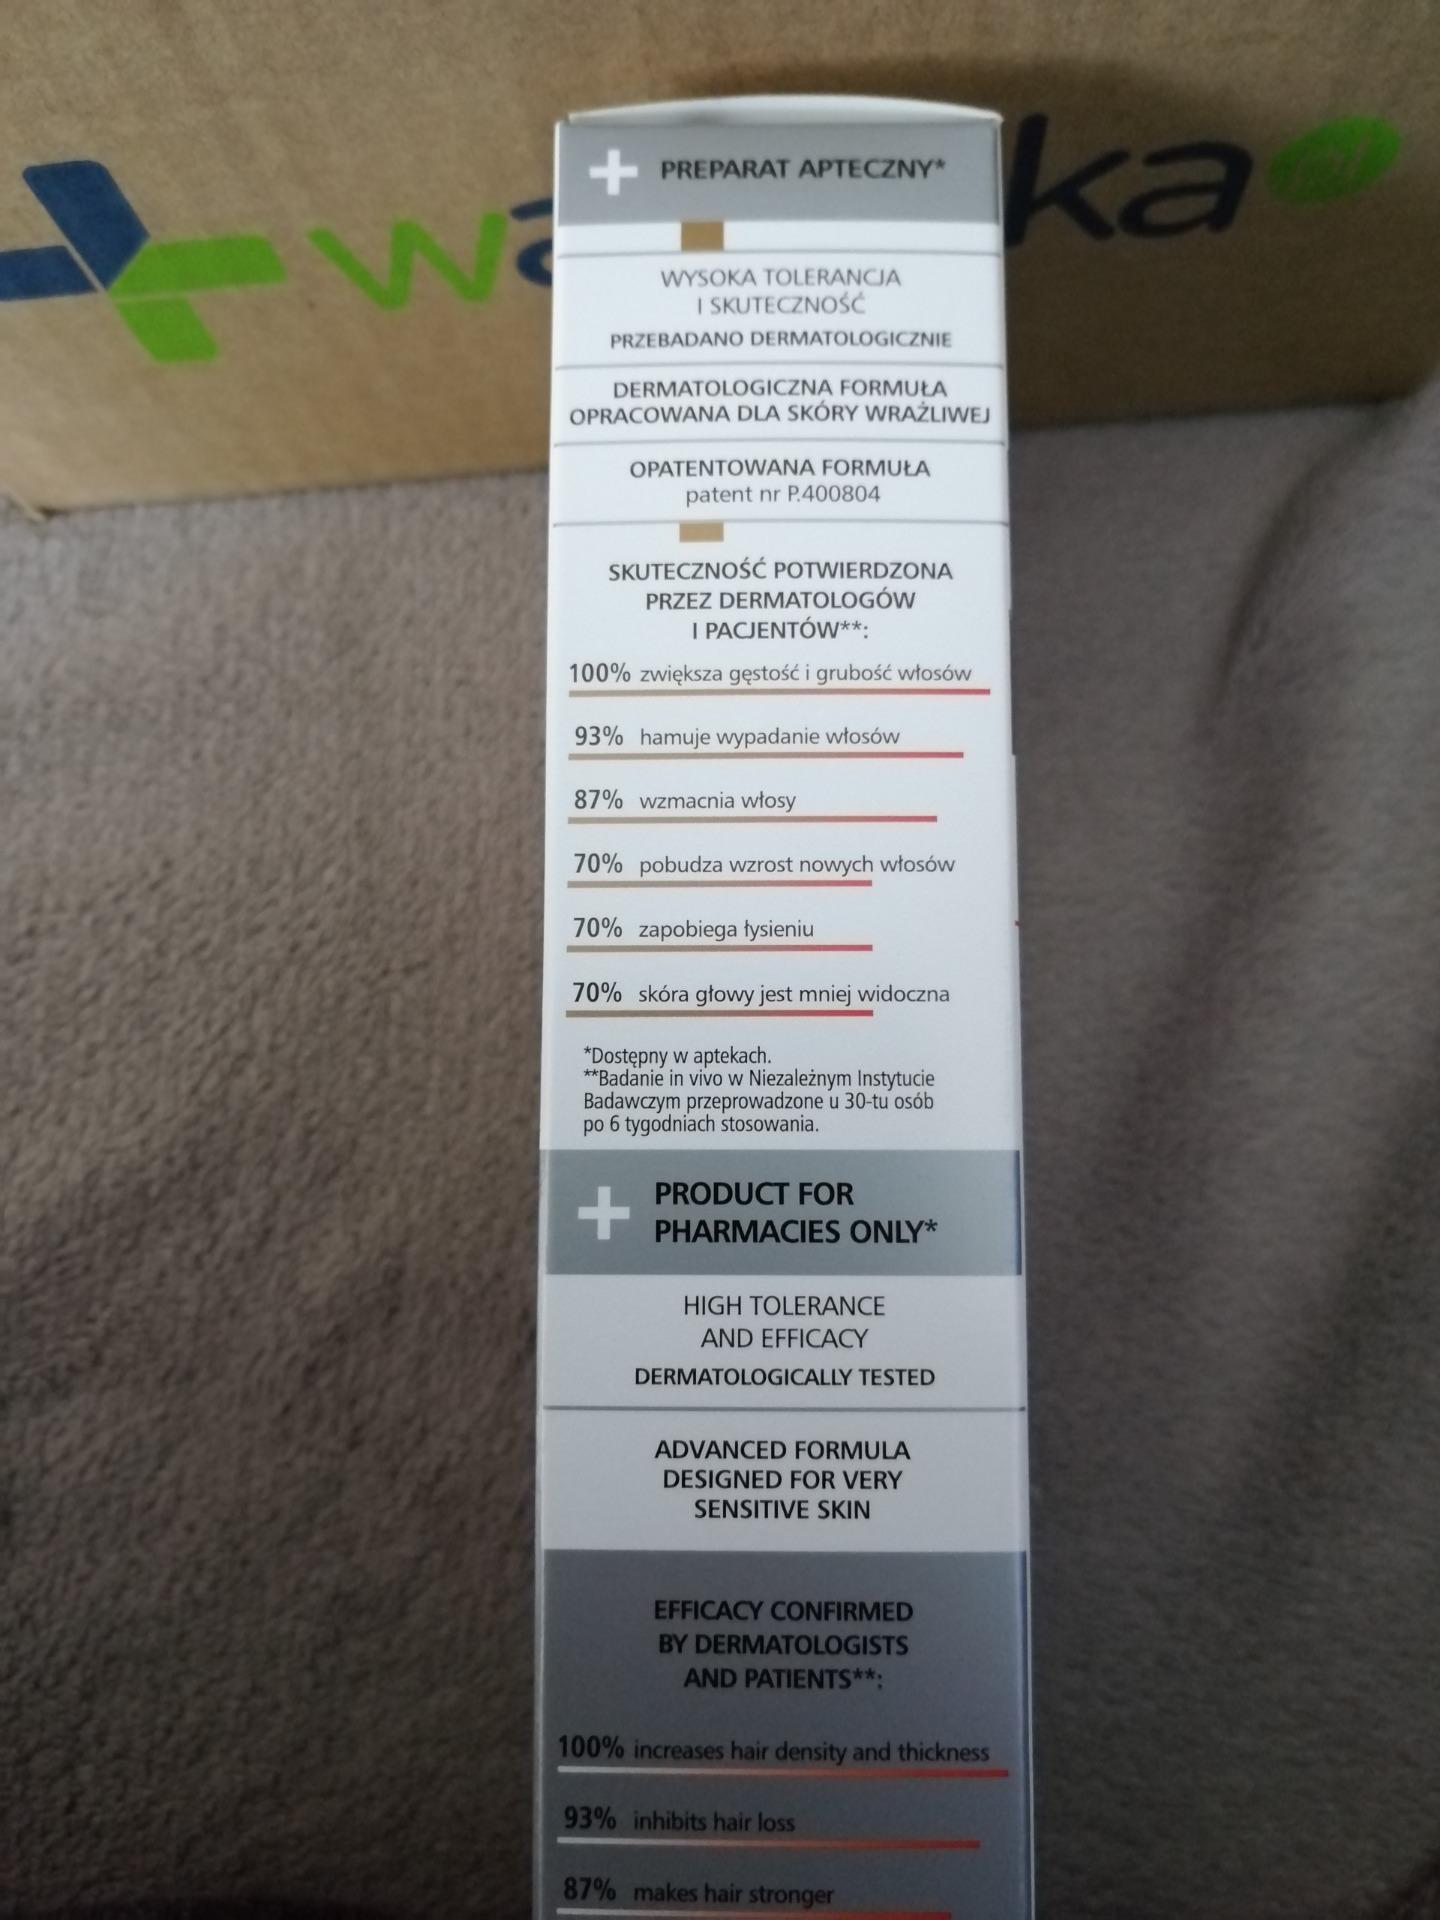 PREPARAT APTECZNY*
WYSOKA TOLERANCJA
I SKUTECZNOŚĆ
PRZEBADANO DERMATOLOGICZNIE
DERMATOLOGICZNA FORMUŁA
OPRACOWANA DLA SKÓRY WRAŻLIWEJ
OPATENTOWANA FORMUŁA
patent nr P.400804
SKUTECZNOŚĆ POTWIERDZONA
PRZEZ DERMATOLOGÓW
I PACJENTÓW**:
100% zwiększa gęstość i grubość włosów
93% hamuje wypadanie włosów
87% wzmacnia włosy
70% pobudza wzrost nowych włosów
70% zapobiega łysieniu
70% skóra głowy jest mniej widoczna
*Dostępny w aptekach.
**Badanie in vivo w Niezależnym Instytucie
Badawczym przeprowadzone u 30-tu osób
po 6 tygodniach stosowania.
PRODUCT FOR
PHARMACIES ONLY*
HIGH TOLERANCE
AND EFFICACY
DERMATOLOGICALLY TESTED
ADVANCED FORMULA
DESIGNED FOR VERY
SENSITIVE SKIN
EFFICACY CONFIRMED
BY DERMATOLOGISTS
AND PATIENTS**:
100% increases hair density and thickness
93% inhibits hair loss
87% makes hair stronger